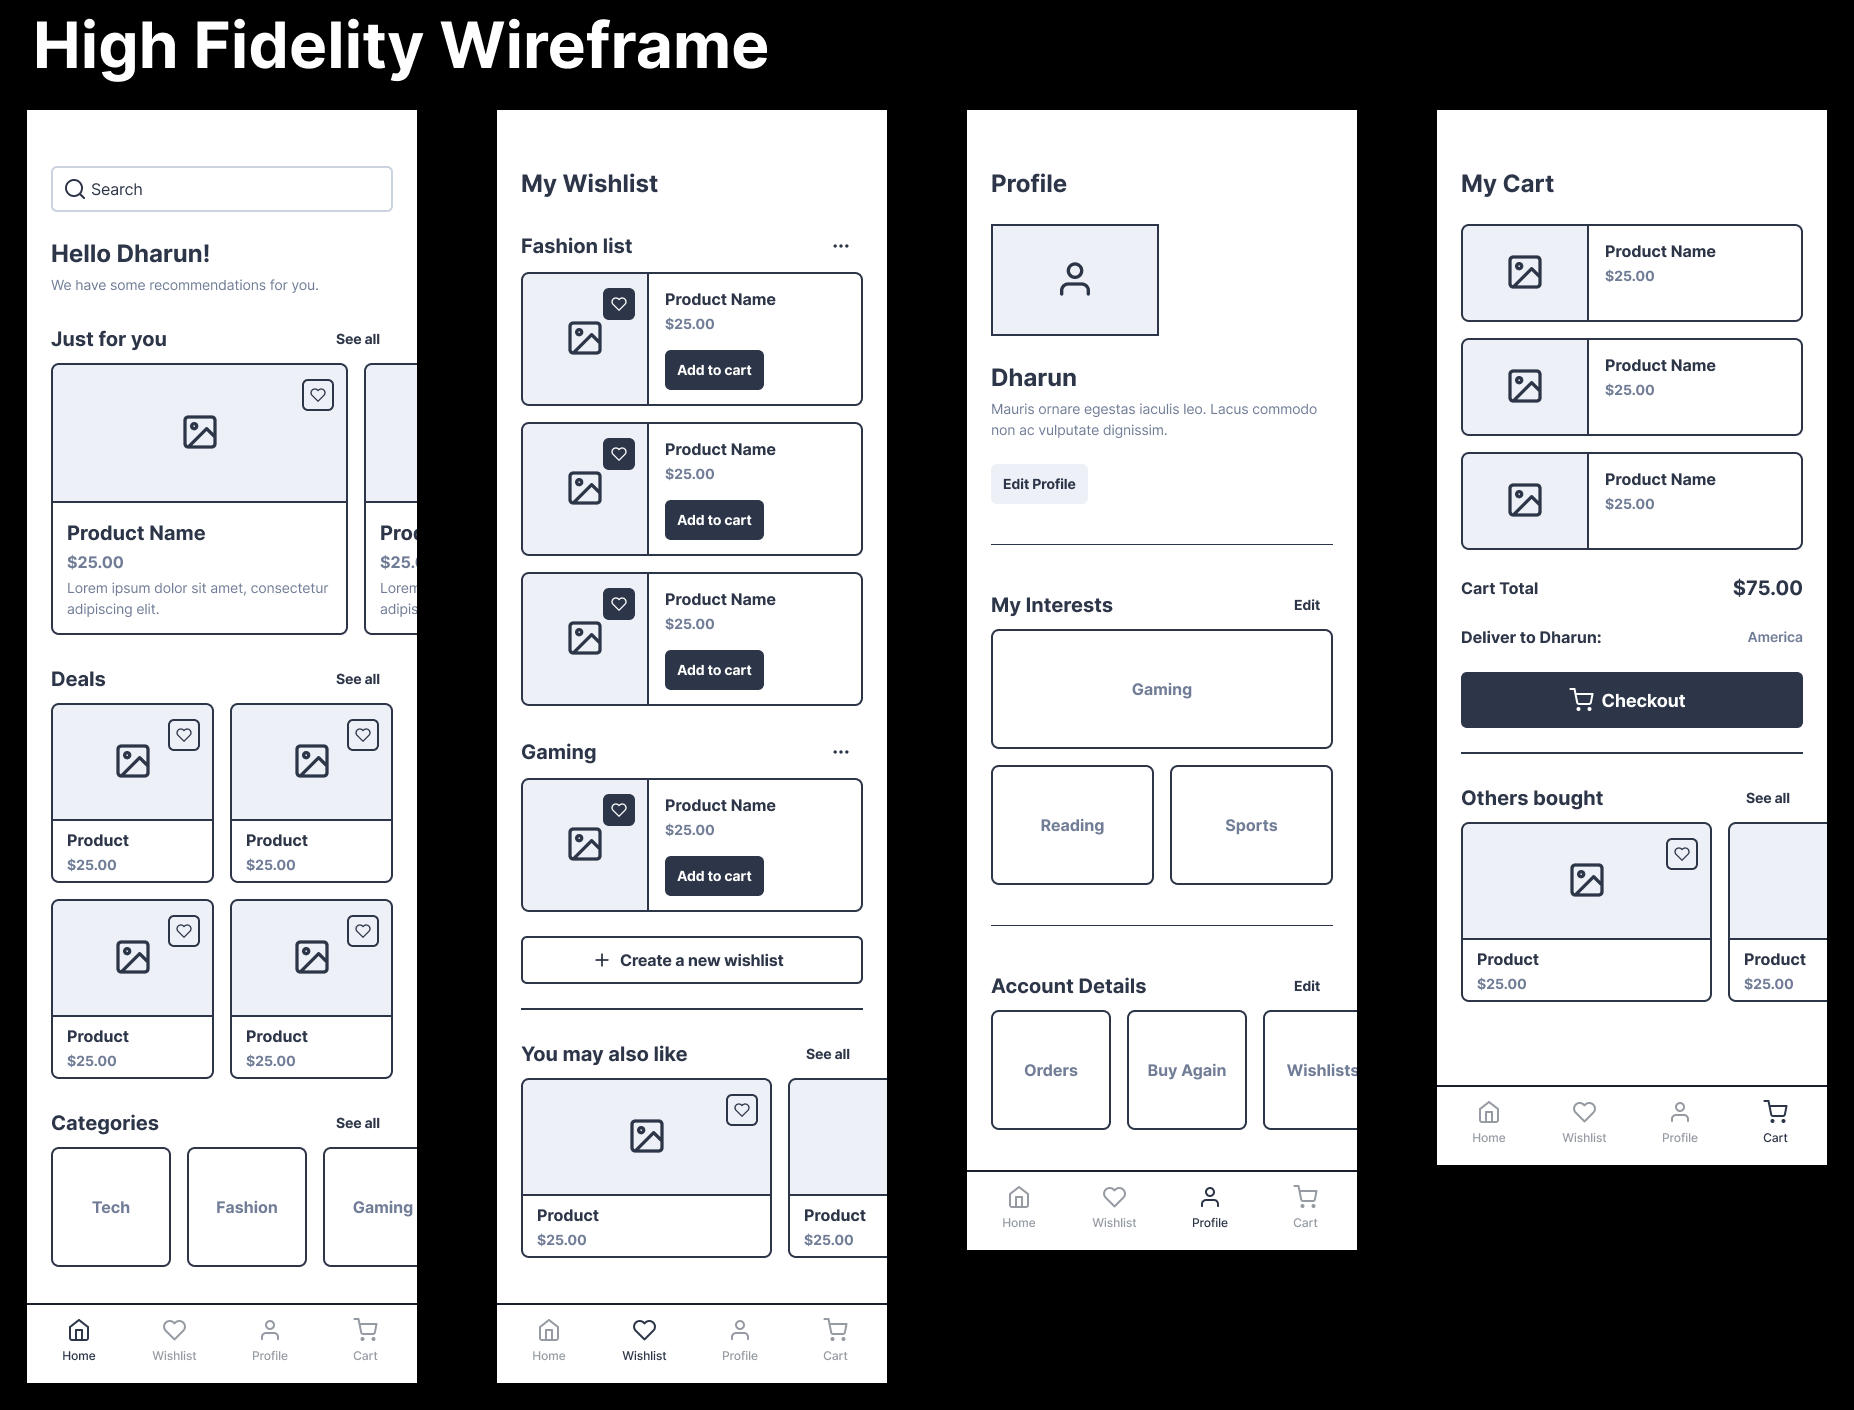 High Fidelity Wireframe
Search
Hello Dharun!
We have some recommendations for you.
Just for you
See all
Product Name
$25.00
Lorem ipsum dolor sit amet, consectetur
adipiscing elit.
Proc
$25.
Lorem
adipis
Deals
See all
Product
$25.00
Product
$25.00
Product
$25.00
Product
$25.00
Categories
See all
Tech
Fashion
Gaming
Home
Wishlist
Profile
Cart
My Wishlist
Fashion list
Product Name
$25.00
Add to cart
Product Name
$25.00
Add to cart
Product Name
$25.00
Add to cart
Gaming
Product Name
$25.00
Add to cart
Create a new wishlist
You may also like
See all
Product
$25.00
Product
$25.00
Home
Wishlist
Profile
Cart
Profile
Dharun
Mauris ornare egestas iaculis leo. Lacus commodo
non ac vulputate dignissim.
Edit Profile
My Interests
Edit
Gaming
Reading
Sports
Account Details
Edit
Orders
Buy Again
Wishlists
Home
Wishlist
Profile
Cart
My Cart
Product Name
$25.00
Product Name
$25.00
Product Name
$25.00
Cart Total
$75.00
Deliver to Dharun:
America
Checkout
Others bought
See all
Product
$25.00
Product
$25.00
Home
Wishlist
Profile
Cart